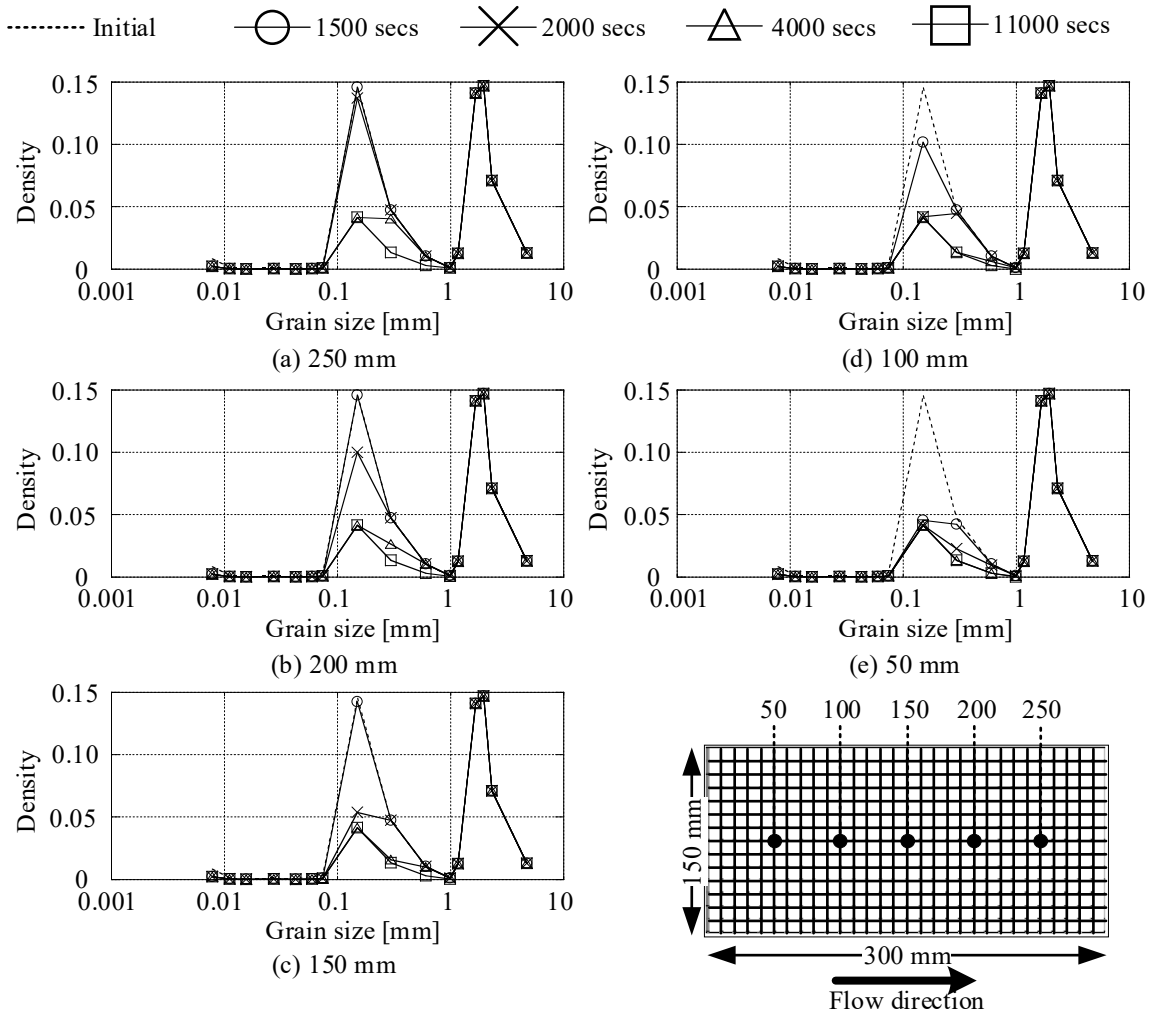 Initial 1500 secs 2000 secs 4000 secs 11000 secs
0.15
0.10
0.05
0
Density
0.001 0.01 0.1 1 10
Grain size [mm]
(a) 250 mm
0.15
0.10
0.05
0
Density
0.001 0.01 0.1 1 10
Grain size [mm]
(d) 100 mm
0.15
0.10
0.05
0
Density
0.001 0.01 0.1 1 10
Grain size [mm]
(b) 200 mm
0.15
0.10
0.05
0
Density
0.001 0.01 0.1 1 10
Grain size [mm]
(e) 50 mm
0.15
0.10
0.05
0
Density
0.001 0.01 0.1 1 10
Grain size [mm]
(c) 150 mm
50 100 150 200 250
150 mm
300 mm
Flow direction